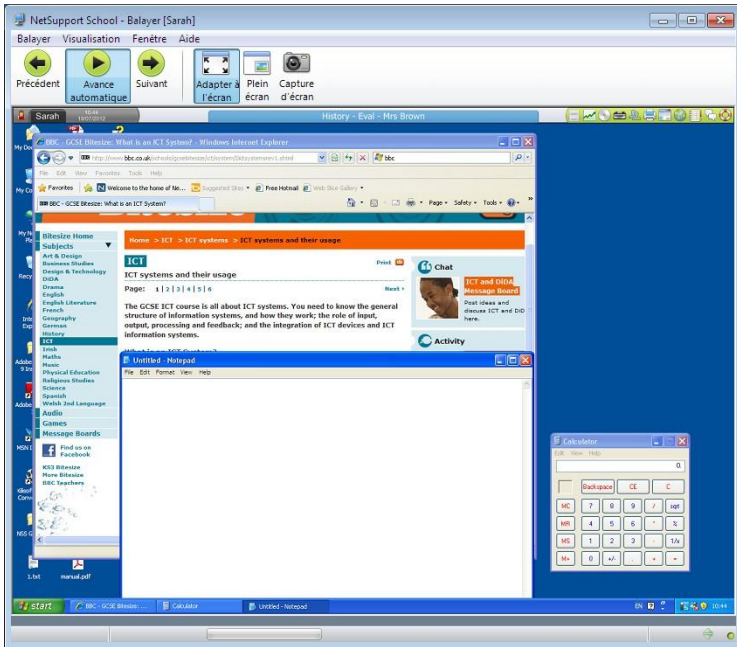 NetSupport School - Balayer [Sarah]
Balayer Visualisation Fenêtre Aide
Précédent Avance automatique Suivant Adapter à l'écran Plein écran Capture d'écran
Sarah 10:44 18/07/2012 History - Eval - Mrs Brown
BBC - GCSE Bitesize: What is an ICT System? - Windows Internet Explorer
bbc
File Edit View Favorites Tools Help
Favorites Welcome to the home of Ne... Suggested Sites Free Hotmail Web Slice Gallery
BBC - GCSE Bitesize: What is an ICT System? Page Safety Tools
Bitesize Home
Subjects
Art & Design
Business Studies
Design & Technology
DiDA
Drama
English
English Literature
French
Geography
German
History
ICT
Irish
Maths
Music
Physical Education
Religious Studies
Science
Spanish
Welsh 2nd Language
Audio
Games
Message Boards
Find us on
Facebook
KS3 Bitesize
More Bitesize
BBC Teachers
Home > ICT > ICT systems > ICT systems and their usage
ICT Print
ICT systems and their usage
Page: 1 | 2 | 3 | 4 | 5 | 6 Next
The GCSE ICT course is all about ICT systems. You need to know the general
structure of information systems, and how they work; the role of input,
output, processing and feedback; and the integration of ICT devices and ICT
information systems.
What is an ICT System?
Chat
ICT and DiDA
Message Board
Post ideas and
discuss ICT and DiD
here.
Activity
Untitled - Notepad
File Edit Format View Help
Calculator
Edit View Help
0.
Backspace CE C
MC 7 8 9 / sqt
MR 4 5 6 * %
MS 1 2 3 - 1/x
M+ 0 +/- . + =
1.txt manual.pdf
start BBC - GCSE Bitesize: ... Calculator Untitled - Notepad EN 10:44